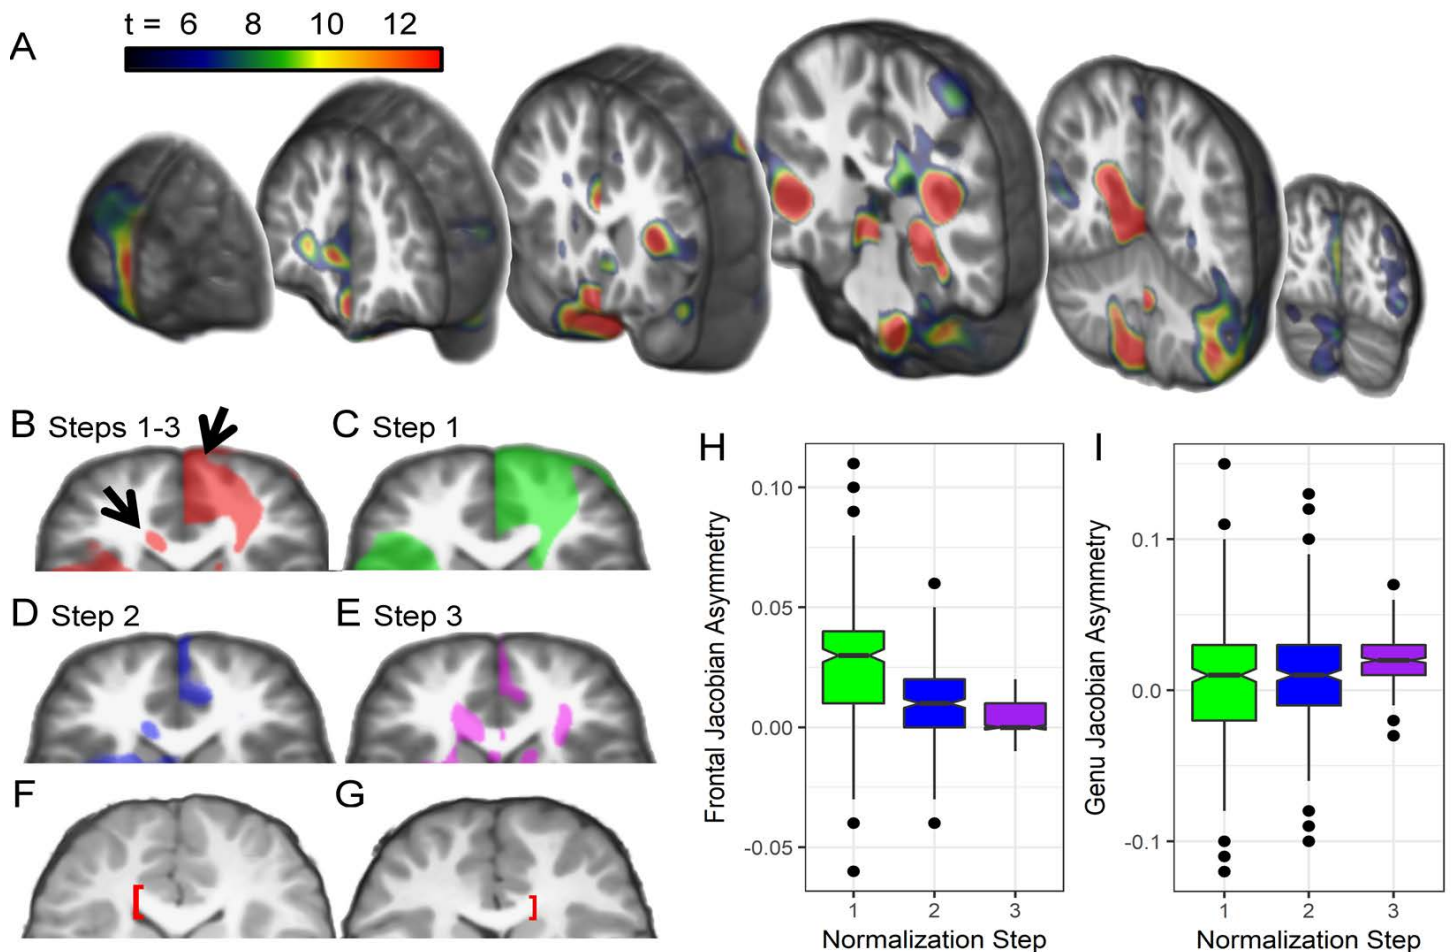 t = 6 8 10 12
A
B Steps 1-3
C Step 1
D Step 2
E Step 3
F
G
H
Frontal Jacobian Asymmetry
0.10
0.05
0.00
-0.05
1 2 3
Normalization Step
I
Genu Jacobian Asymmetry
0.1
0.0
-0.1
1 2 3
Normalization Step